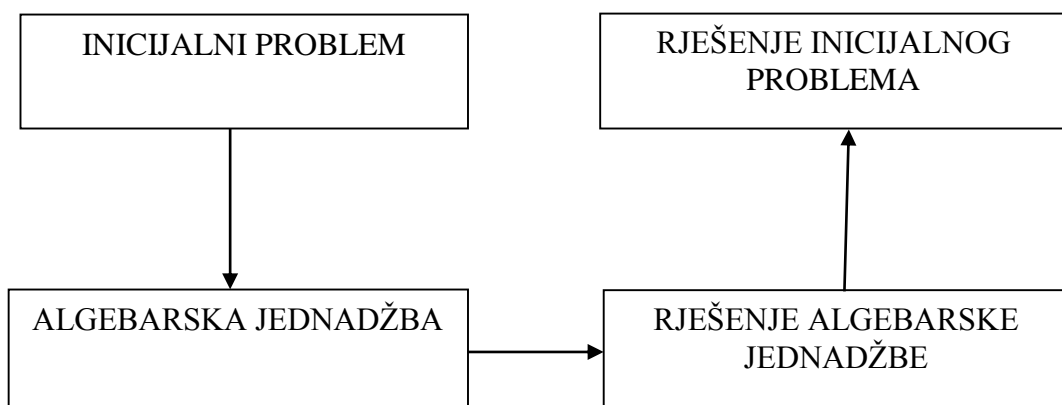 INICIJALNI PROBLEM
RJEŠENJE INICIJALNOG
PROBLEMA
ALGEBARSKA JEDNADŽBA
RJEŠENJE ALGEBARSKE
JEDNADŽBE